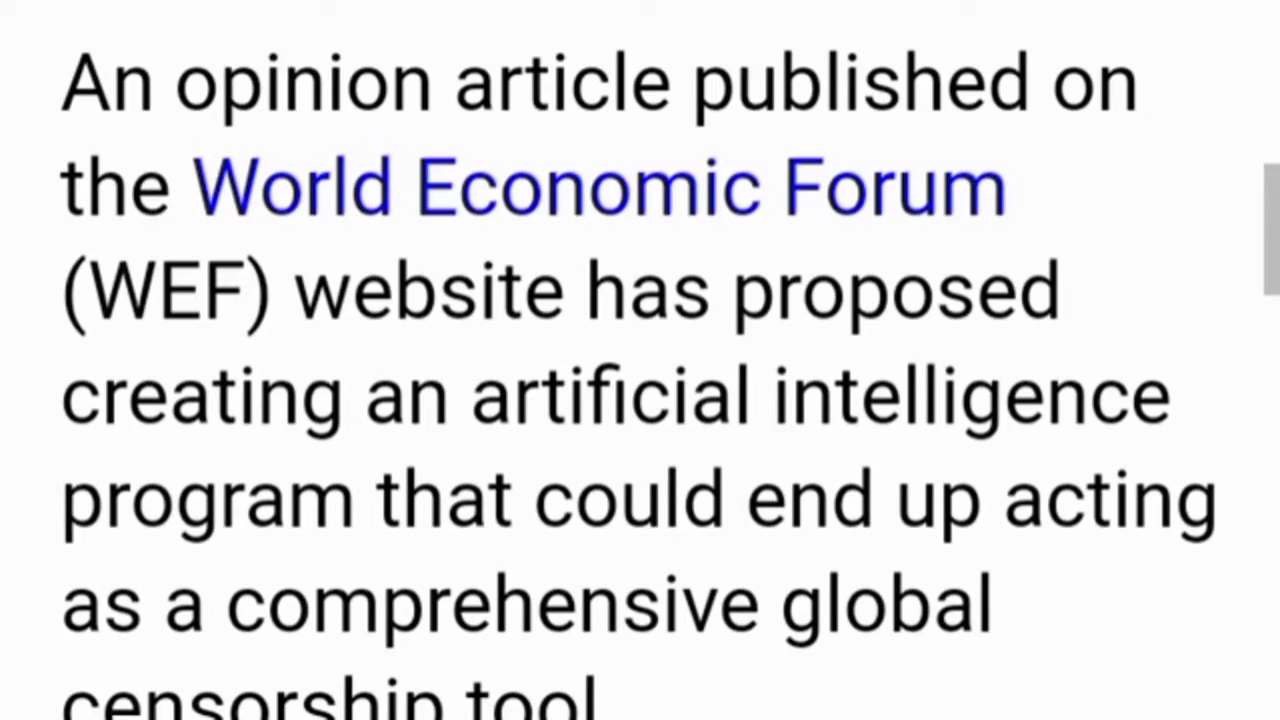 An opinion article published on
the World Economic Forum
(WEF) website has proposed
creating an artificial intelligence
program that could end up acting
as a comprehensive global
censorship tool